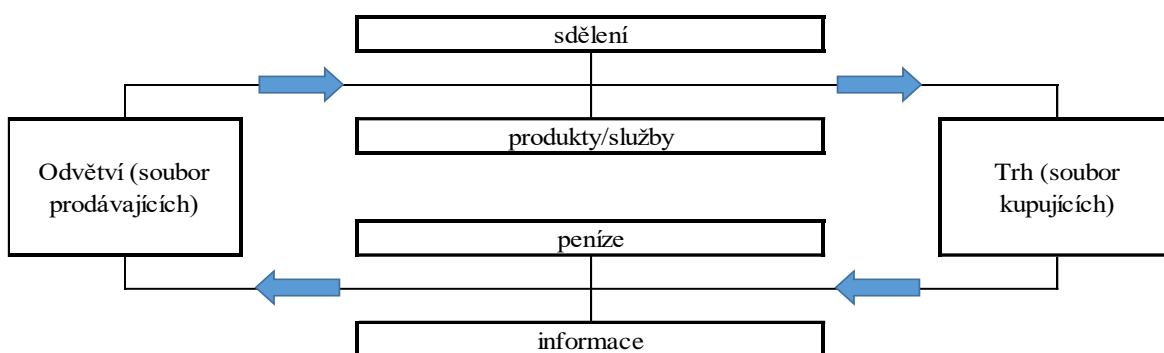 sdělení
produkty/služby
Odvětví (soubor
prodávajících)
Trh (soubor
kupujících)
peníze
informace